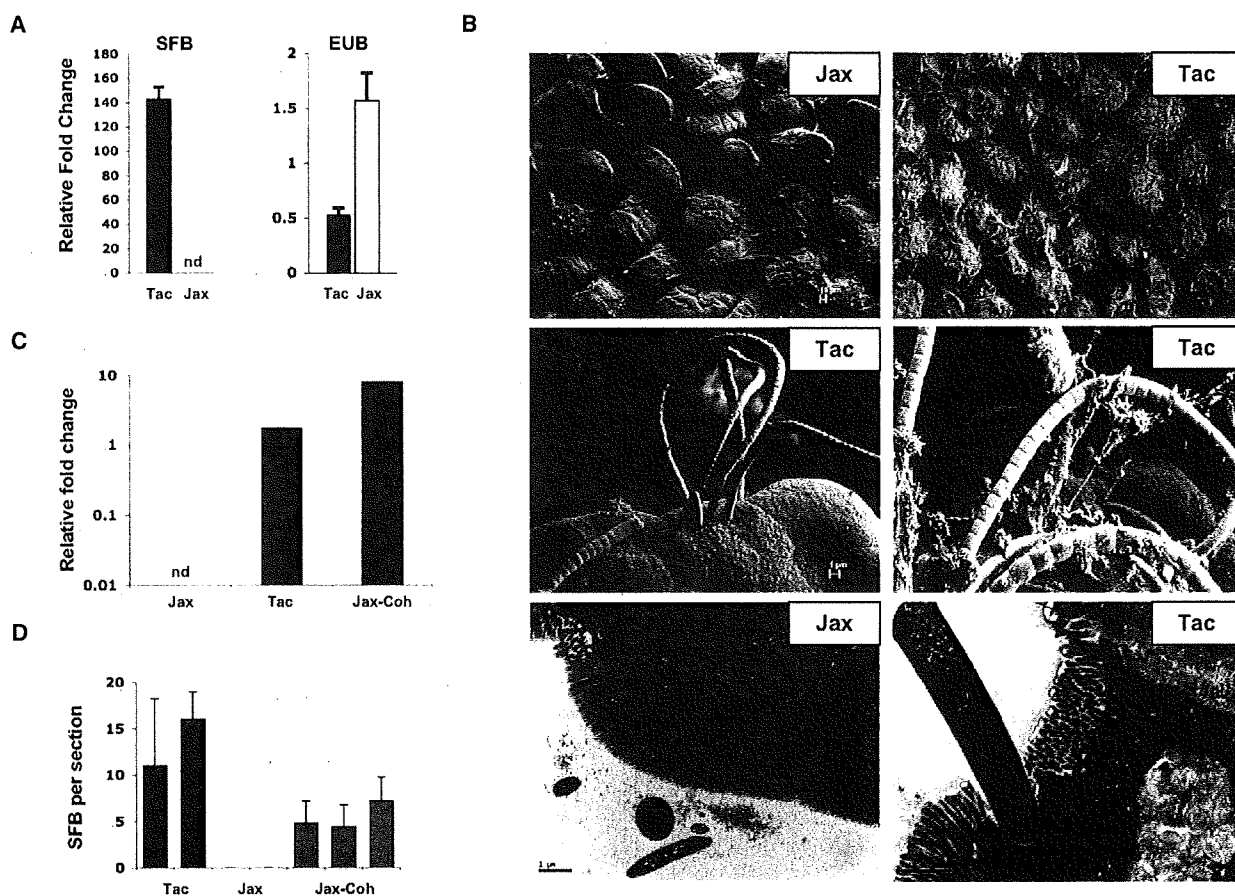 A
SFB
EUB
Relative Fold Change
180
160
140
120
100
80
60
40
20
0
nd
Tac Jax
2
1.5
1
0.5
0
Tac Jax
B
Jax
Tac
Tac
1 µm
Tac
Jax
Tac
C
Relative fold change
10
1
0.1
0.01
nd
Jax
Tac
Jax-Coh
D
SFB per section
20
15
10
5
0
Tac
Jax
Jax-Coh